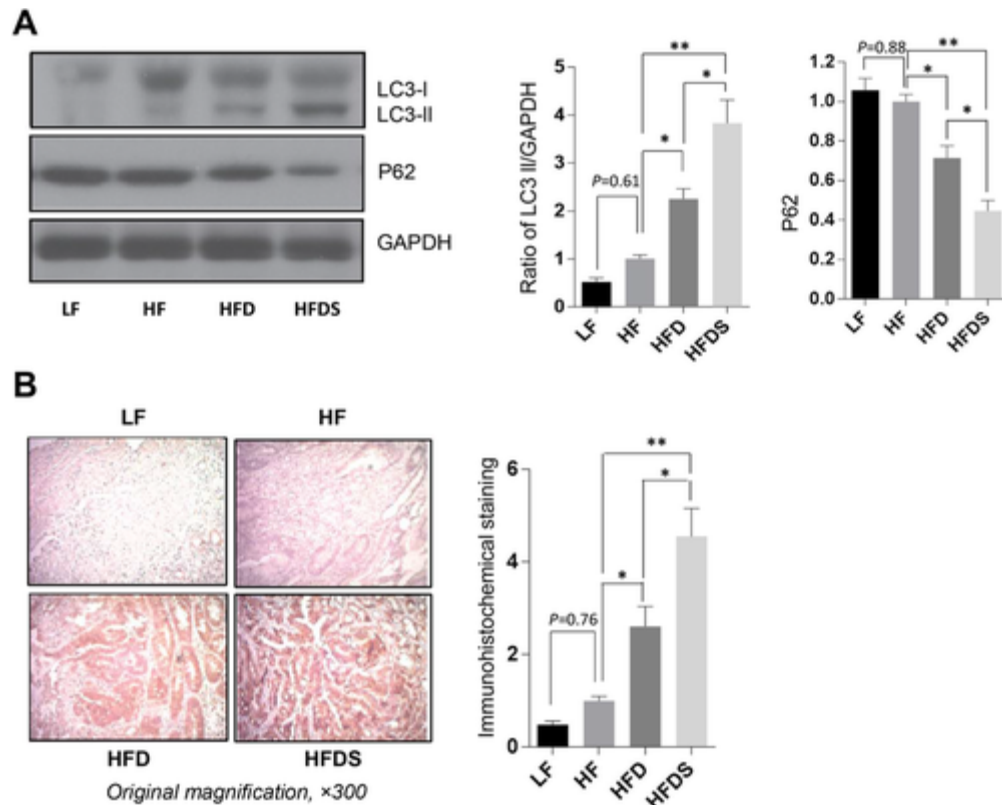 A
LC3-I
LC3-II
P62
GAPDH
LF HF HFD HFDS
Ratio of LC3 II/GAPDH
5
4
3
2
1
0
P=0.61
*
*
**
LF HF HFD HFDS
P62
1.2
1.0
0.8
0.6
0.4
0.2
0.0
P=0.88
*
**
*
LF HF HFD HFDS
B
LF HF
HFD HFDS
Original magnification, ×300
Immunohistochemical staining
6
4
2
0
P=0.76
*
*
**
LF HF HFD HFDS